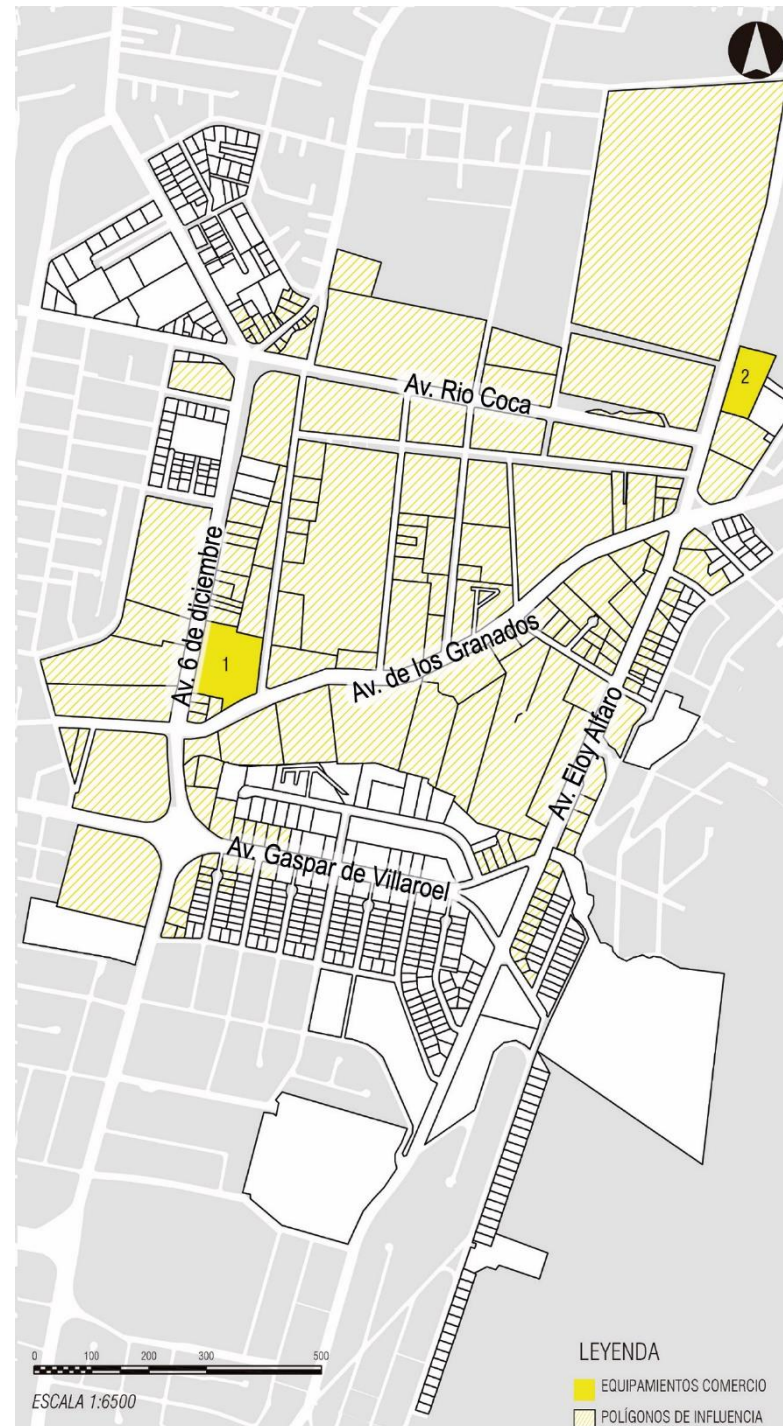 Av. Rio Coca
2
Av. 6 de diciembre
1
Av. de los Granados
Av. Eloy Alfaro
Av. Gaspar de Villaroel
0 100 200 300 500
ESCALA 1:6500
LEYENDA
EQUIPAMIENTOS COMERCIO
POLÍGONOS DE INFLUENCIA